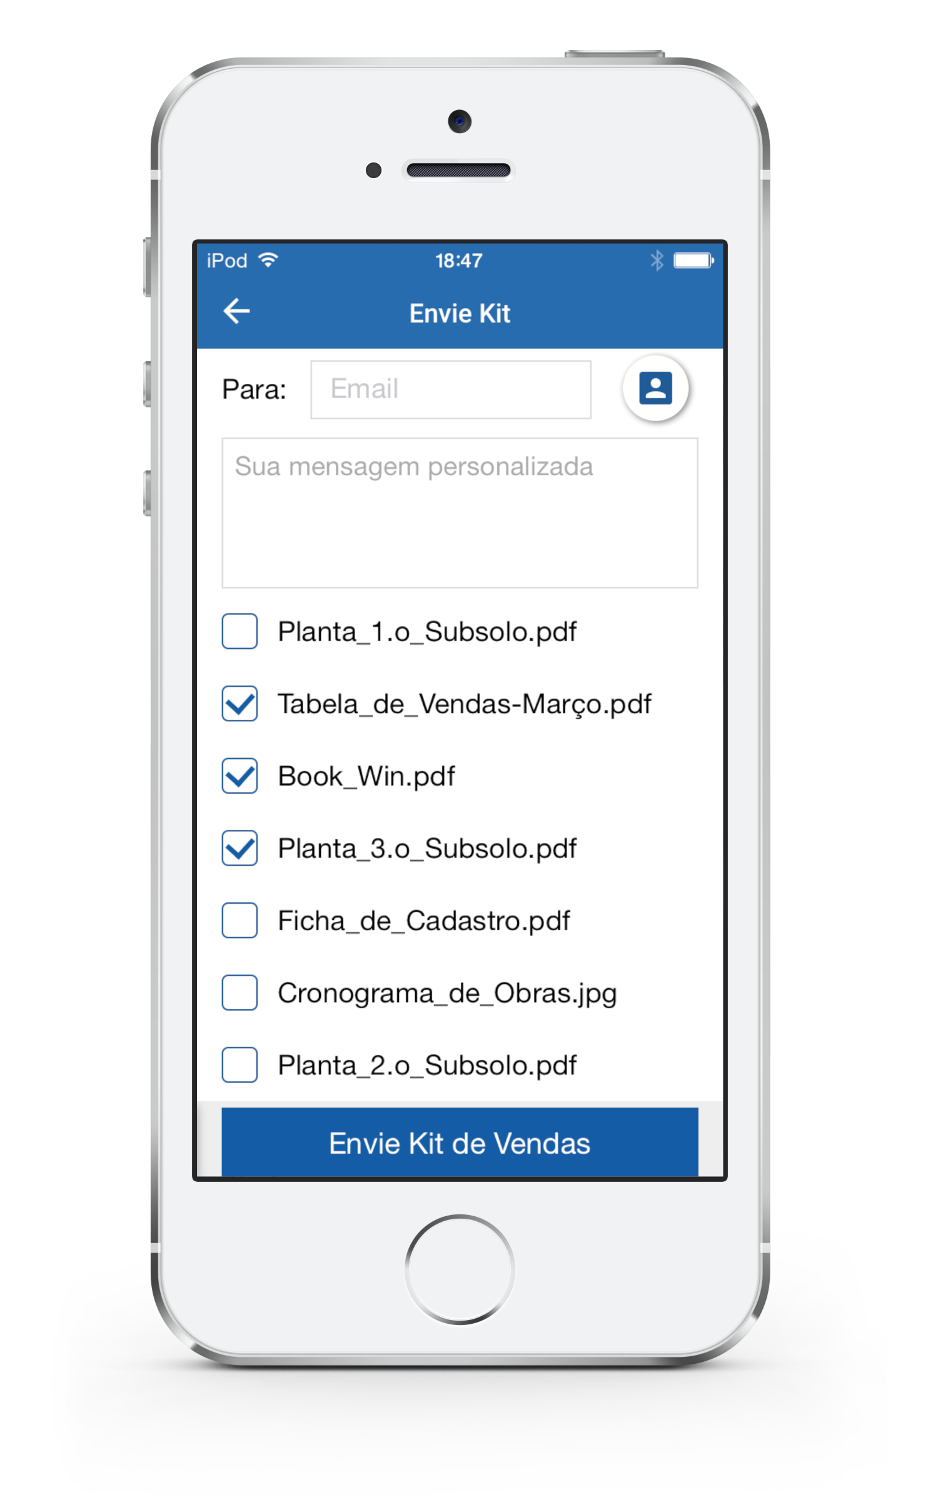 iPod 18:47
Envie Kit
Para: Email
Sua mensagem personalizada
Planta_1.o_Subsolo.pdf
Tabela_de_Vendas-Março.pdf
Book_Win.pdf
Planta_3.o_Subsolo.pdf
Ficha_de_Cadastro.pdf
Cronograma_de_Obras.jpg
Planta_2.o_Subsolo.pdf
Envie Kit de Vendas